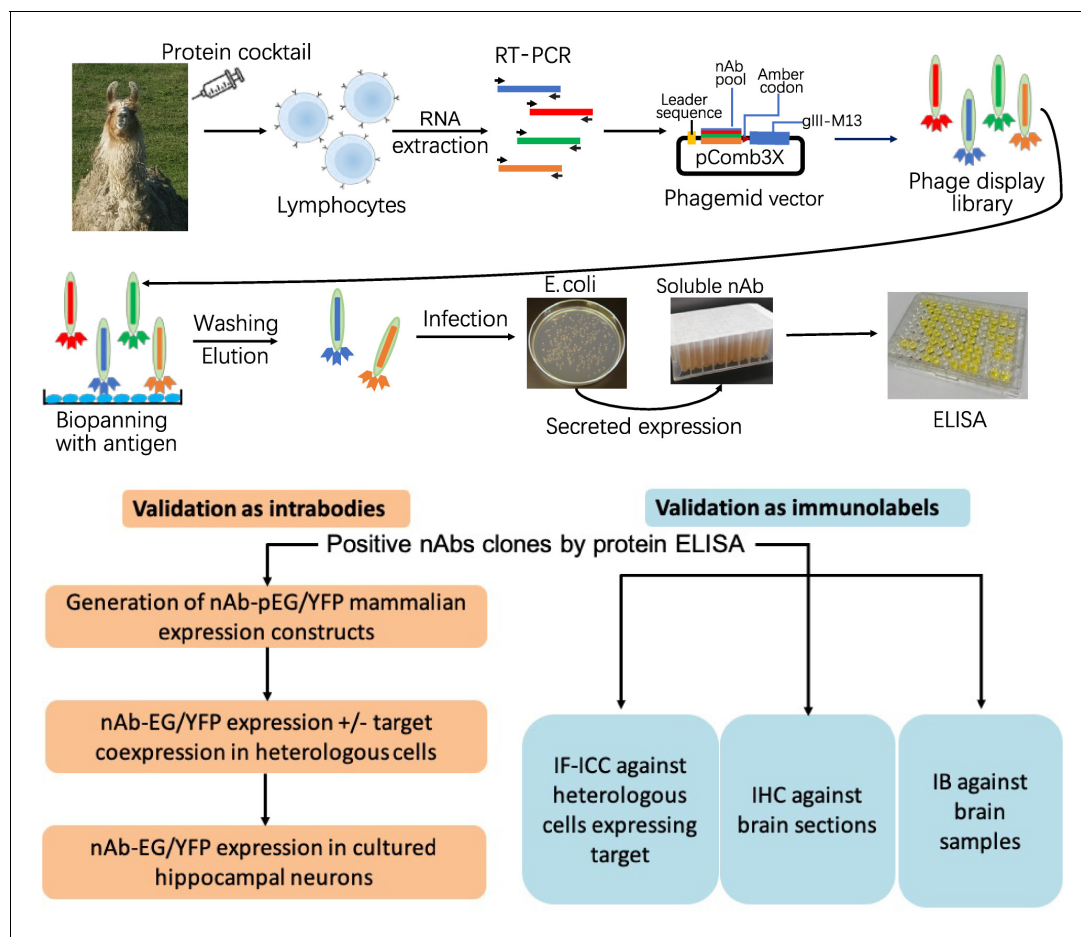 Protein cocktail
RNA
extraction
Lymphocytes
RT-PCR
nAb
pool
Amber
codon
Leader
sequence
gIII-M13
pComb3X
Phagemid vector
Phage display
library
Biopanning
with antigen
Washing
Elution
Infection
E.coli
Soluble nAb
Secreted expression
ELISA
Validation as intrabodies
Validation as immunolabels
Positive nAbs clones by protein ELISA
Generation of nAb-pEG/YFP mammalian
expression constructs
nAb-EG/YFP expression +/- target
coexpression in heterologous cells
nAb-EG/YFP expression in cultured
hippocampal neurons
IF-ICC against
heterologous
cells expressing
target
IHC against
brain sections
IB against
brain
samples